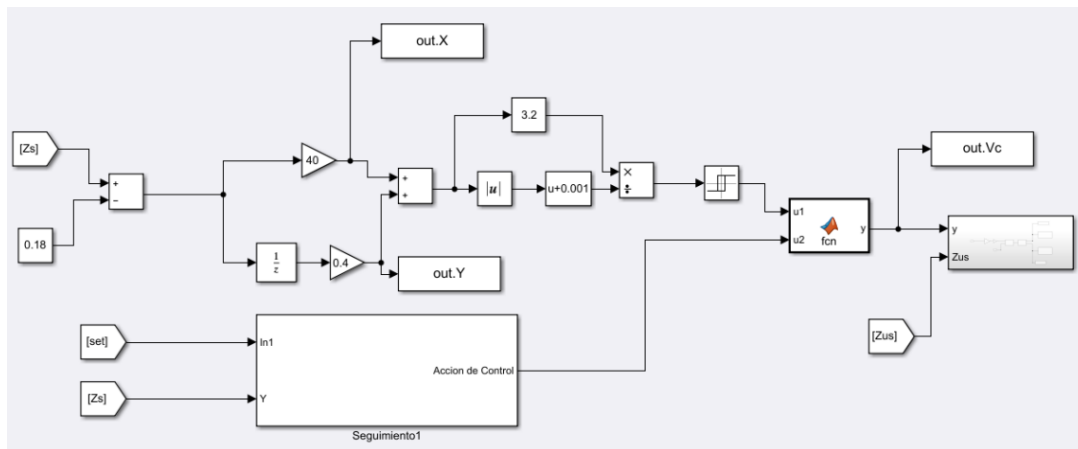 out.X
[Zs]
+
−
0.18
40
1
z
0.4
+
+
out.Y
3.2
|u|
u+0.001
×
÷
u1
u2
y
fcn
out.Vc
y
Zus
[Zus]
[set]
[Zs]
In1
Y
Accion de Control
Seguimiento1